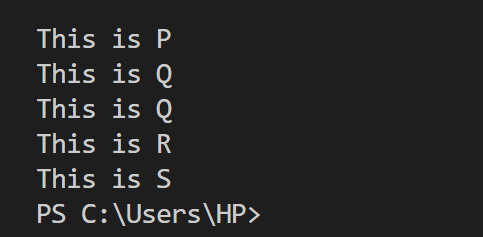 This is P
This is Q
This is Q
This is R
This is S
PS C:\Users\HP>